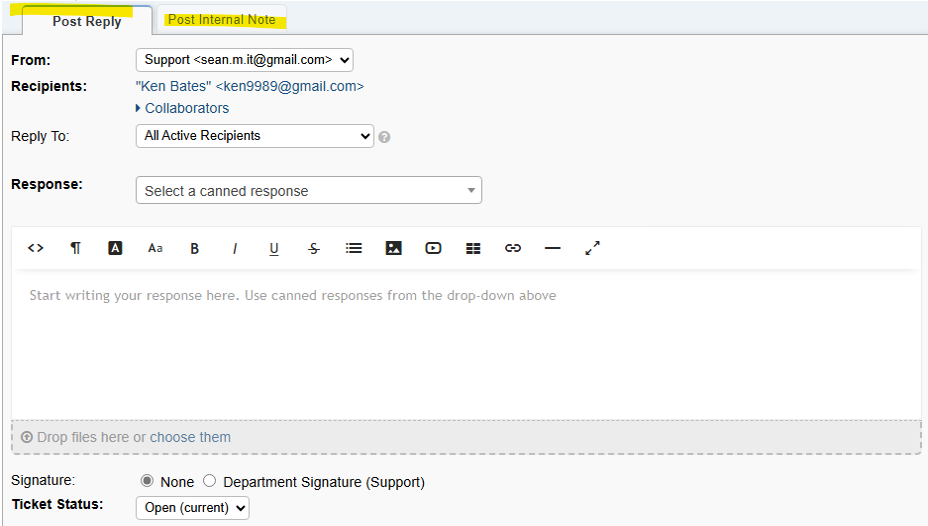 Post Reply Post Internal Note
From: Support <sean.m.it@gmail.com>
Recipients: "Ken Bates" <ken9989@gmail.com>
Collaborators
Reply To: All Active Recipients ?
Response: Select a canned response
<> ¶ A Aa B I U S
Start writing your response here. Use canned responses from the drop-down above
Drop files here or choose them
Signature: None Department Signature (Support)
Ticket Status: Open (current)